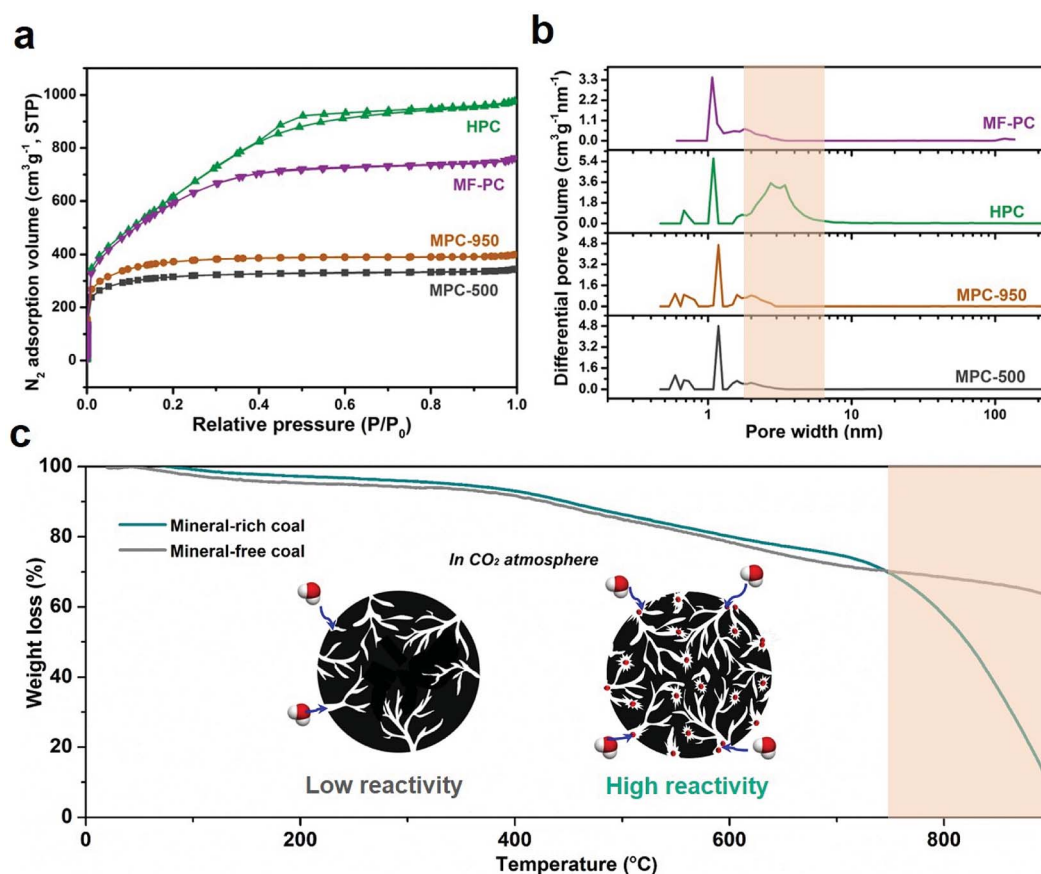 a
N₂ adsorption volume (cm³g⁻¹, STP)
1000
800
600
400
200
0
HPC
MF-PC
MPC-950
MPC-500
0.0 0.2 0.4 0.6 0.8 1.0
Relative pressure (P/P₀)
b
Differential pore volume (cm³g⁻¹nm⁻¹)
3.3
2.2
1.1
0.0
MF-PC
5.4
3.6
1.8
0.0
HPC
4.8
3.2
1.6
0.0
MPC-950
4.8
3.2
1.6
0.0
MPC-500
1 10 100
Pore width (nm)
c
Weight loss (%)
100
80
60
40
20
0
Mineral-rich coal
Mineral-free coal
In CO₂ atmosphere
Low reactivity
High reactivity
0 200 400 600 800
Temperature (°C)